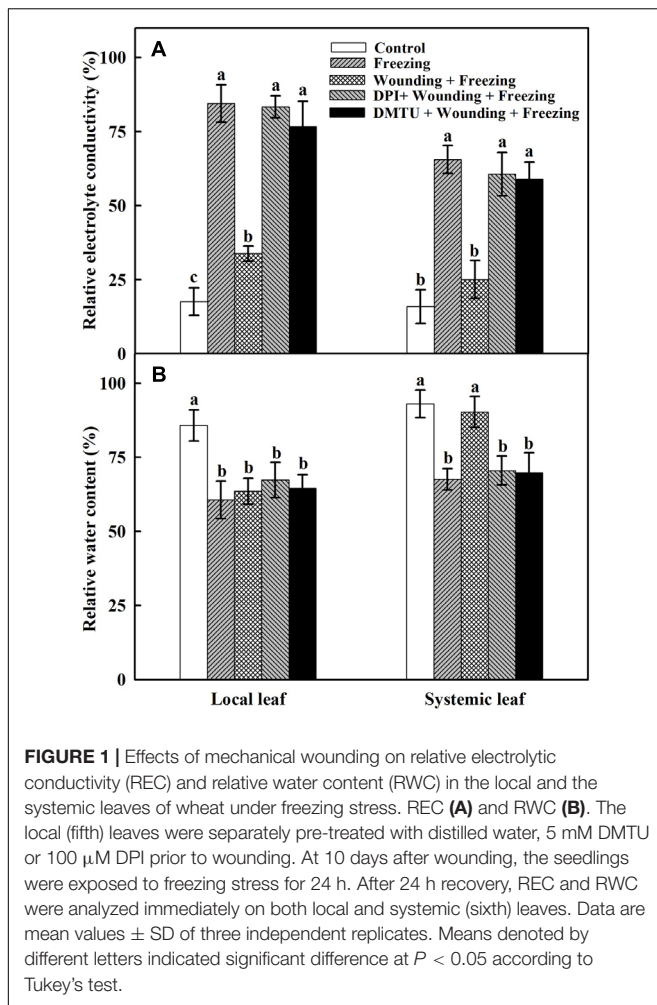 A
Relative electrolyte conductivity (%)
100
75
50
25
0
Control
Freezing
Wounding + Freezing
DPI+ Wounding + Freezing
DMTU + Wounding + Freezing
c
a
b
a
a
b
a
b
a
a
B
Relative water content (%)
100
75
50
25
0
a
b
b
b
b
a
b
a
b
b
Local leaf
Systemic leaf
FIGURE 1 | Effects of mechanical wounding on relative electrolytic
conductivity (REC) and relative water content (RWC) in the local and the
systemic leaves of wheat under freezing stress. REC (A) and RWC (B). The
local (fifth) leaves were separately pre-treated with distilled water, 5 mM DMTU
or 100 μM DPI prior to wounding. At 10 days after wounding, the seedlings
were exposed to freezing stress for 24 h. After 24 h recovery, REC and RWC
were analyzed immediately on both local and systemic (sixth) leaves. Data are
mean values ± SD of three independent replicates. Means denoted by
different letters indicated significant difference at P < 0.05 according to
Tukey's test.